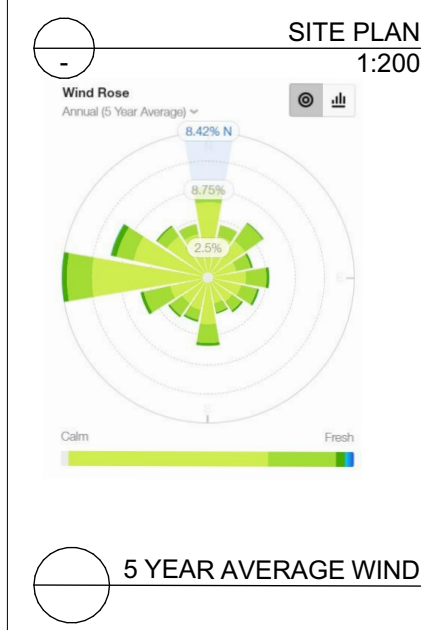 SITE PLAN
-
1:200
Wind Rose
Annual (5 Year Average)
8.42% N
N
8.75%
2.5%
E
S
Calm
Fresh
5 YEAR AVERAGE WIND